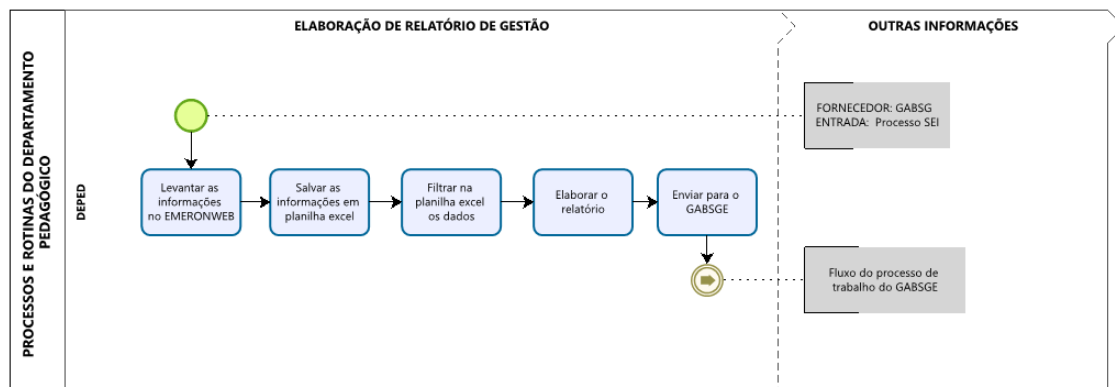 PROCESSOS E ROTINAS DO DEPARTAMENTO
PEDAGÓGICO
DEPED
ELABORAÇÃO DE RELATÓRIO DE GESTÃO
OUTRAS INFORMAÇÕES
FORNECEDOR: GABSG
ENTRADA: Processo SEI
Levantar as
informações
no EMERONWEB
Salvar as
informações em
planilha excel
Filtrar na
planilha excel
os dados
Elaborar o
relatório
Enviar para o
GABSGE
Fluxo do processo de
trabalho do GABSGE